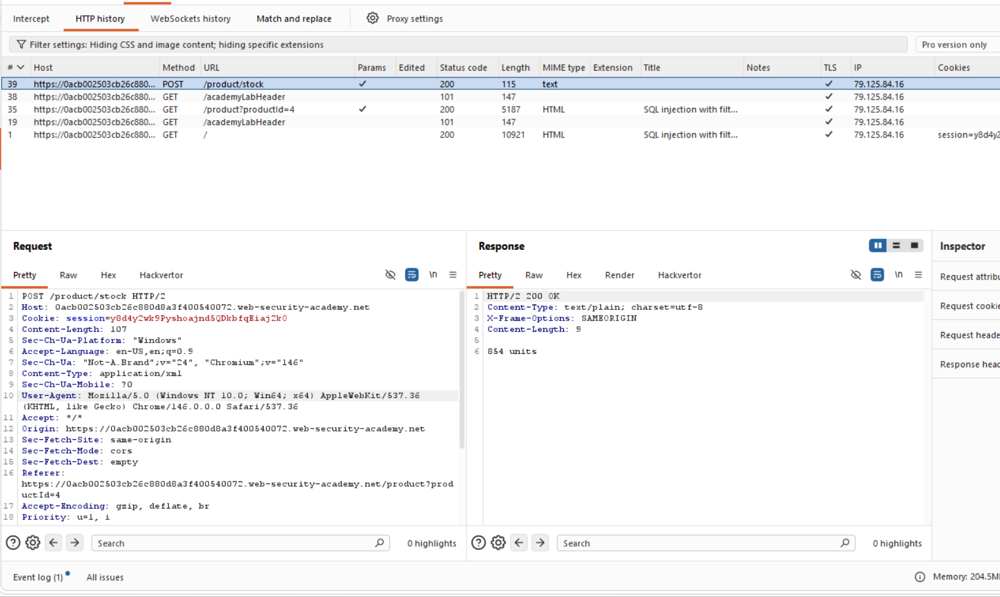 Intercept HTTP history WebSockets history Match and replace Proxy settings
Filter settings: Hiding CSS and image content; hiding specific extensions Pro version only
# Host Method URL Params Edited Status code Length MIME type Extension Title Notes TLS IP Cookies
39 https://0acb002503cb26c880... POST /product/stock ✓ 200 115 text ✓ 79.125.84.16
38 https://0acb002503cb26c880... GET /academyLabHeader 101 147 ✓ 79.125.84.16
35 https://0acb002503cb26c880... GET /product?productId=4 ✓ 200 5187 HTML SQL injection with filt... ✓ 79.125.84.16
19 https://0acb002503cb26c880... GET /academyLabHeader 101 147 ✓ 79.125.84.16
1 https://0acb002503cb26c880... GET / 200 10921 HTML SQL injection with filt... ✓ 79.125.84.16 session=y8d4y2
Request
Pretty Raw Hex Hackvertor \n
1 POST /product/stock HTTP/2
2 Host: 0acb002503cb26c880d8a3f400540072.web-security-academy.net
3 Cookie: session=y8d4y2wk9Pyshoajnd5QDkbfqEiaj2k0
4 Content-Length: 107
5 Sec-Ch-Ua-Platform: "Windows"
6 Accept-Language: en-US,en;q=0.9
7 Sec-Ch-Ua: "Not-A.Brand";v="24", "Chromium";v="146"
8 Content-Type: application/xml
9 Sec-Ch-Ua-Mobile: ?0
10 User-Agent: Mozilla/5.0 (Windows NT 10.0; Win64; x64) AppleWebKit/537.36
(KHTML, like Gecko) Chrome/146.0.0.0 Safari/537.36
11 Accept: */*
12 Origin: https://0acb002503cb26c880d8a3f400540072.web-security-academy.net
13 Sec-Fetch-Site: same-origin
14 Sec-Fetch-Mode: cors
15 Sec-Fetch-Dest: empty
16 Referer:
https://0acb002503cb26c880d8a3f400540072.web-security-academy.net/product?prod
uctId=4
17 Accept-Encoding: gzip, deflate, br
18 Priority: u=1, i
Search 0 highlights
Response
Pretty Raw Hex Render Hackvertor \n
1 HTTP/2 200 OK
2 Content-Type: text/plain; charset=utf-8
3 X-Frame-Options: SAMEORIGIN
4 Content-Length: 9
5
6 854 units
Search 0 highlights
Inspector
Request attribu
Request cookie
Request heade
Response head
Event log (1) All issues Memory: 204.5M